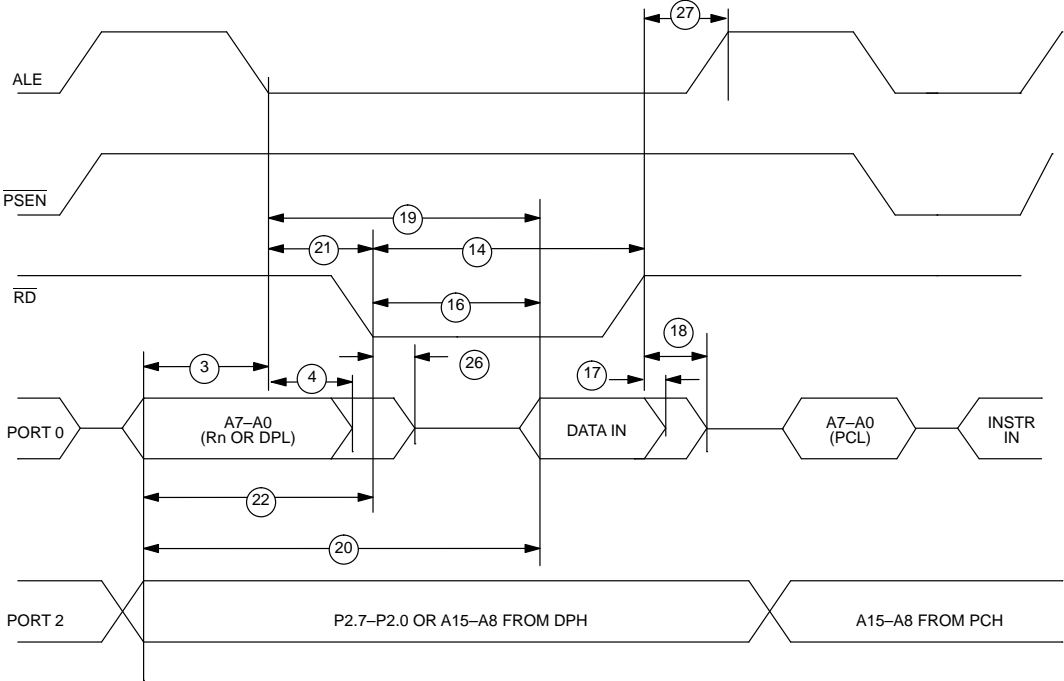 27
ALE
PSEN
19
21
14
RD
16
18
3
4
26
17
PORT 0
A7–A0
(Rn OR DPL)
DATA IN
A7–A0
(PCL)
INSTR
IN
22
20
PORT 2
P2.7–P2.0 OR A15–A8 FROM DPH
A15–A8 FROM PCH